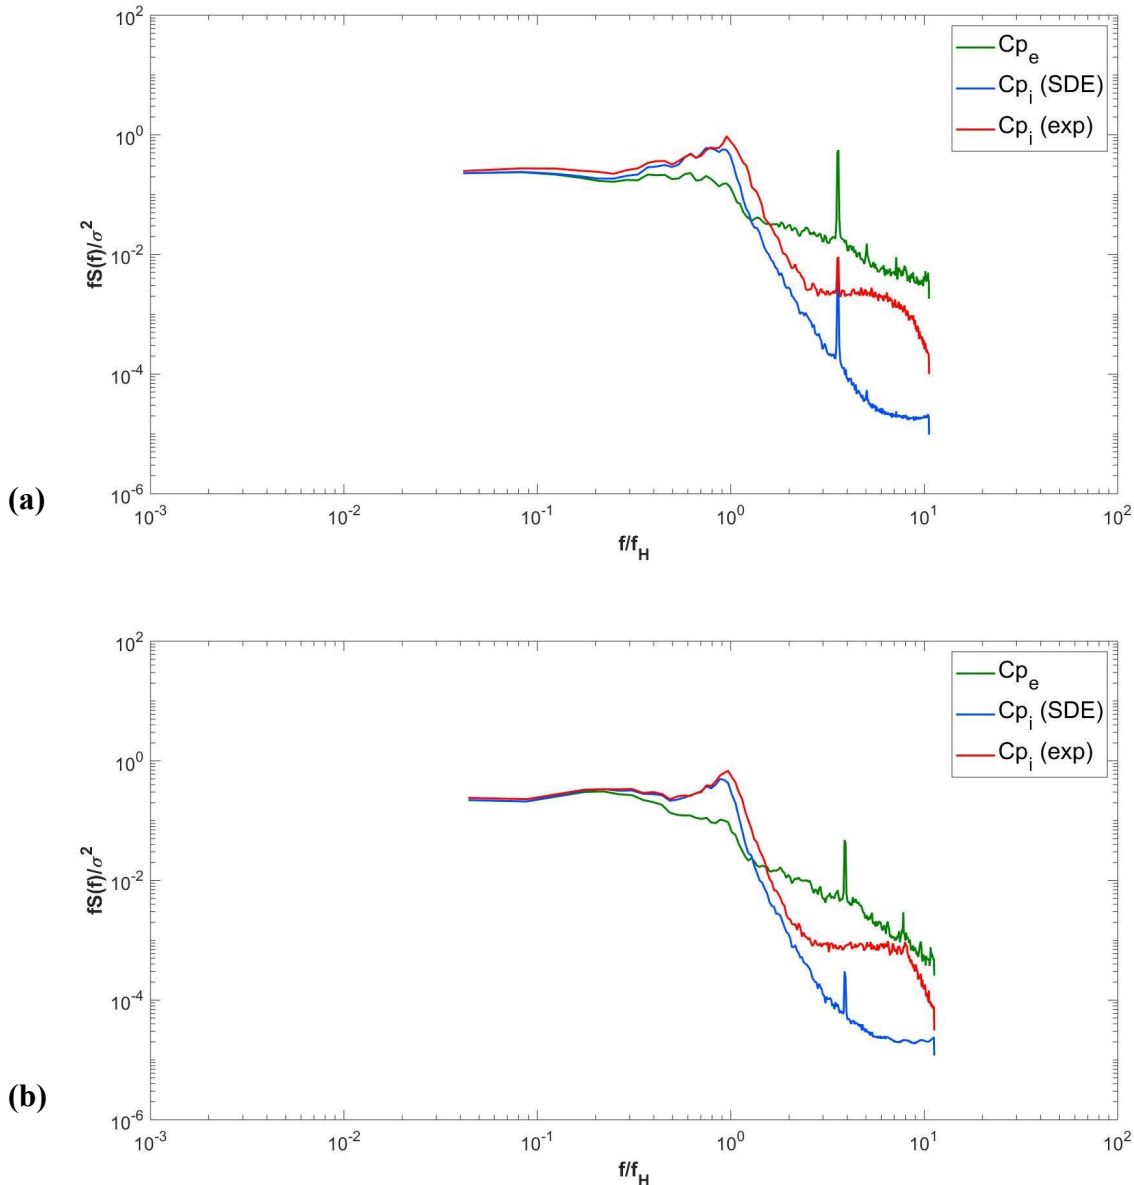 10^2
10^0
10^-2
10^-4
10^-6
fS(f)/σ^2
Cp_e
Cp_i (SDE)
Cp_i (exp)
(a)
10^-3 10^-2 10^-1 10^0 10^1 10^2
f/f_H
10^2
10^0
10^-2
10^-4
10^-6
fS(f)/σ^2
Cp_e
Cp_i (SDE)
Cp_i (exp)
(b)
10^-3 10^-2 10^-1 10^0 10^1 10^2
f/f_H